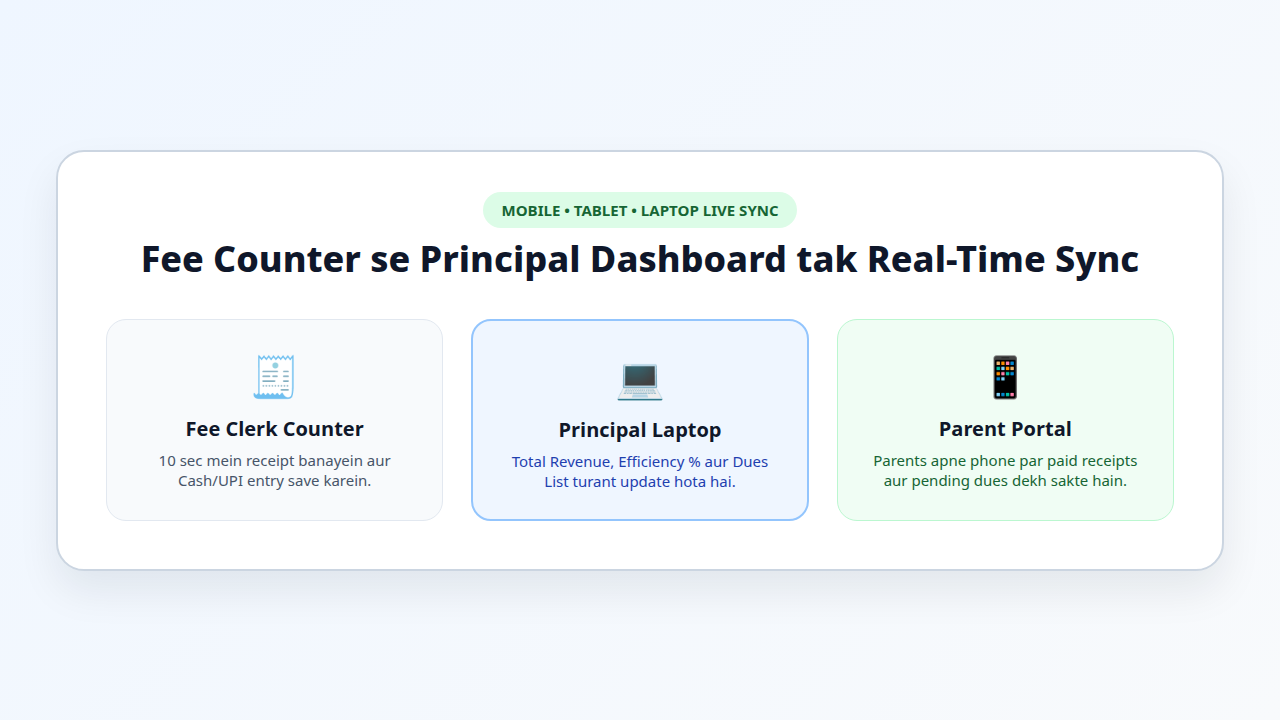 MOBILE • TABLET • LAPTOP LIVE SYNC
Fee Counter se Principal Dashboard tak Real-Time Sync
Fee Clerk Counter
10 sec mein receipt banayein aur
Cash/UPI entry save karein.
Principal Laptop
Total Revenue, Efficiency % aur Dues
List turant update hota hai.
Parent Portal
Parents apne phone par paid receipts
aur pending dues dekh sakte hain.